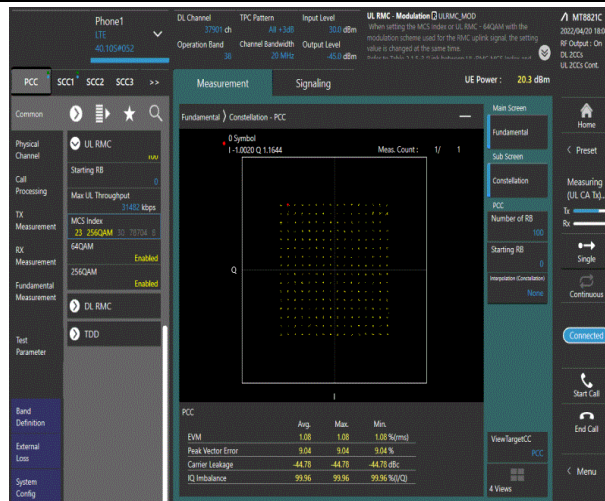 Phone1
LTE
40.105#052
DL Channel
37901 ch
TPC Pattern
All +3dB
Input Level
30.0 dBm
Operation Band
36
Channel Bandwidth
20 MHz
Output Level
-45.0 dBm
UL RMC - Modulation ULRMC_MOD
When setting the MCS index or UL RMC - 64QAM with the
modulation scheme used for the RMC uplink signal, the setting
value is changed at the same time.
MT8821C
2022/04/20 18:0
RF Output : On
DL 2CCs
UL 2CCs Cont.
PCC
SCC1
SCC2
SCC3
>>
Measurement
Signaling
UE Power : 20.3 dBm
Common
Physical
Channel
Call
Processing
TX
Measurement
RX
Measurement
Fundamental
Measurement
Test
Parameter
Band
Definition
External
Loss
System
Config
UL RMC
100
Starting RB
0
Max UL Throughput
31482 kbps
MCS Index
23 256QAM 30 78704 8
64QAM
Enabled
256QAM
Enabled
DL RMC
TDD
Fundamental
Constellation - PCC
0 Symbol
I -1.0020 Q 1.1644
Meas. Count : 1/ 1
Q
I
PCC
Avg. Max. Min.
EVM 1.08 1.08 1.08 %(rms)
Peak Vector Error 9.04 9.04 9.04 %
Carrier Leakage -44.78 -44.78 -44.78 dBc
IQ Imbalance 99.96 99.96 99.96 %(I/Q)
Main Screen
Fundamental
Sub Screen
Constellation
PCC
Number of RB
100
Starting RB
0
Interpolation (Constellation)
None
ViewTargetCC
PCC
4 Views
Home
Preset
Measuring
(UL CA Tx)...
Tx
Rx
Single
Continuous
Connected
Start Call
End Call
Menu